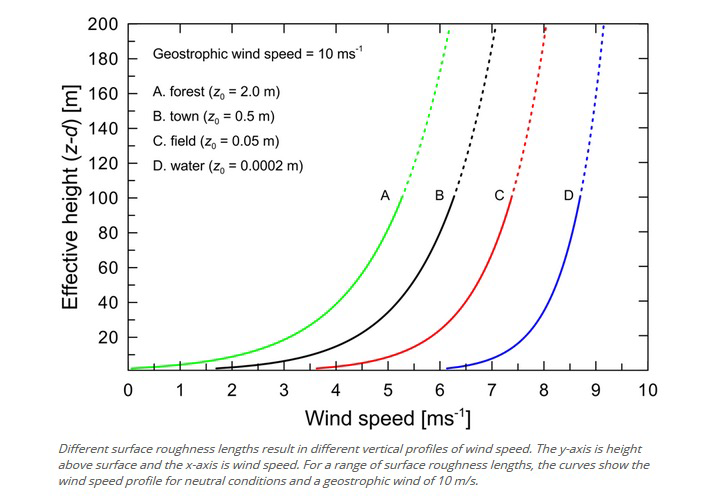 200
180
160
140
120
100
80
60
40
20
Effective height (z-d) [m]
Geostrophic wind speed = 10 ms⁻¹
A. forest (z₀ = 2.0 m)
B. town (z₀ = 0.5 m)
C. field (z₀ = 0.05 m)
D. water (z₀ = 0.0002 m)
A B C D
0 1 2 3 4 5 6 7 8 9 10
Wind speed [ms⁻¹]
Different surface roughness lengths result in different vertical profiles of wind speed. The y-axis is height
above surface and the x-axis is wind speed. For a range of surface roughness lengths, the curves show the
wind speed profile for neutral conditions and a geostrophic wind of 10 m/s.